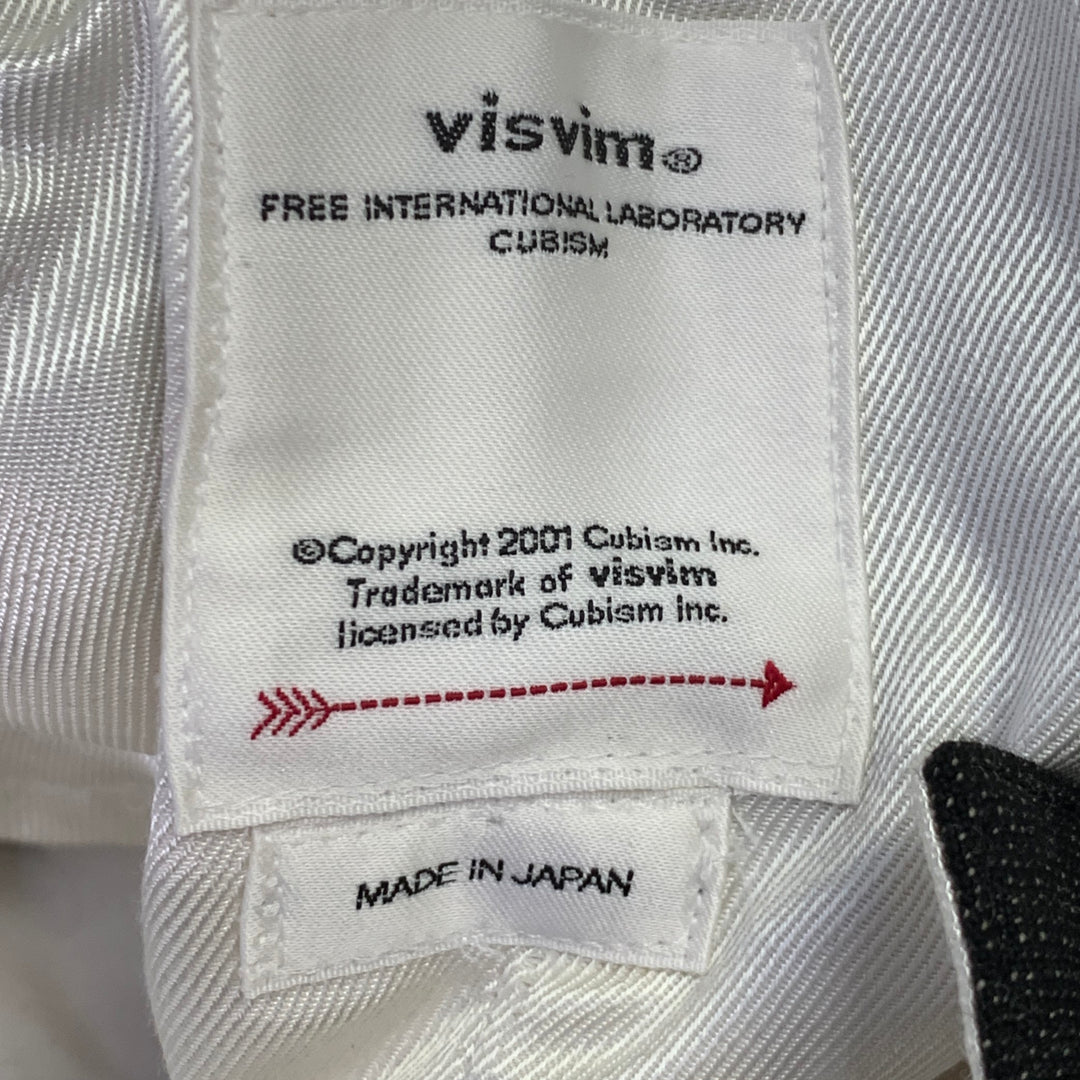 visvim®
FREE INTERNATIONAL LABORATORY
CUBISM
©Copyright 2001 Cubism Inc.
Trademark of visvim
licensed by Cubism Inc.
MADE IN JAPAN